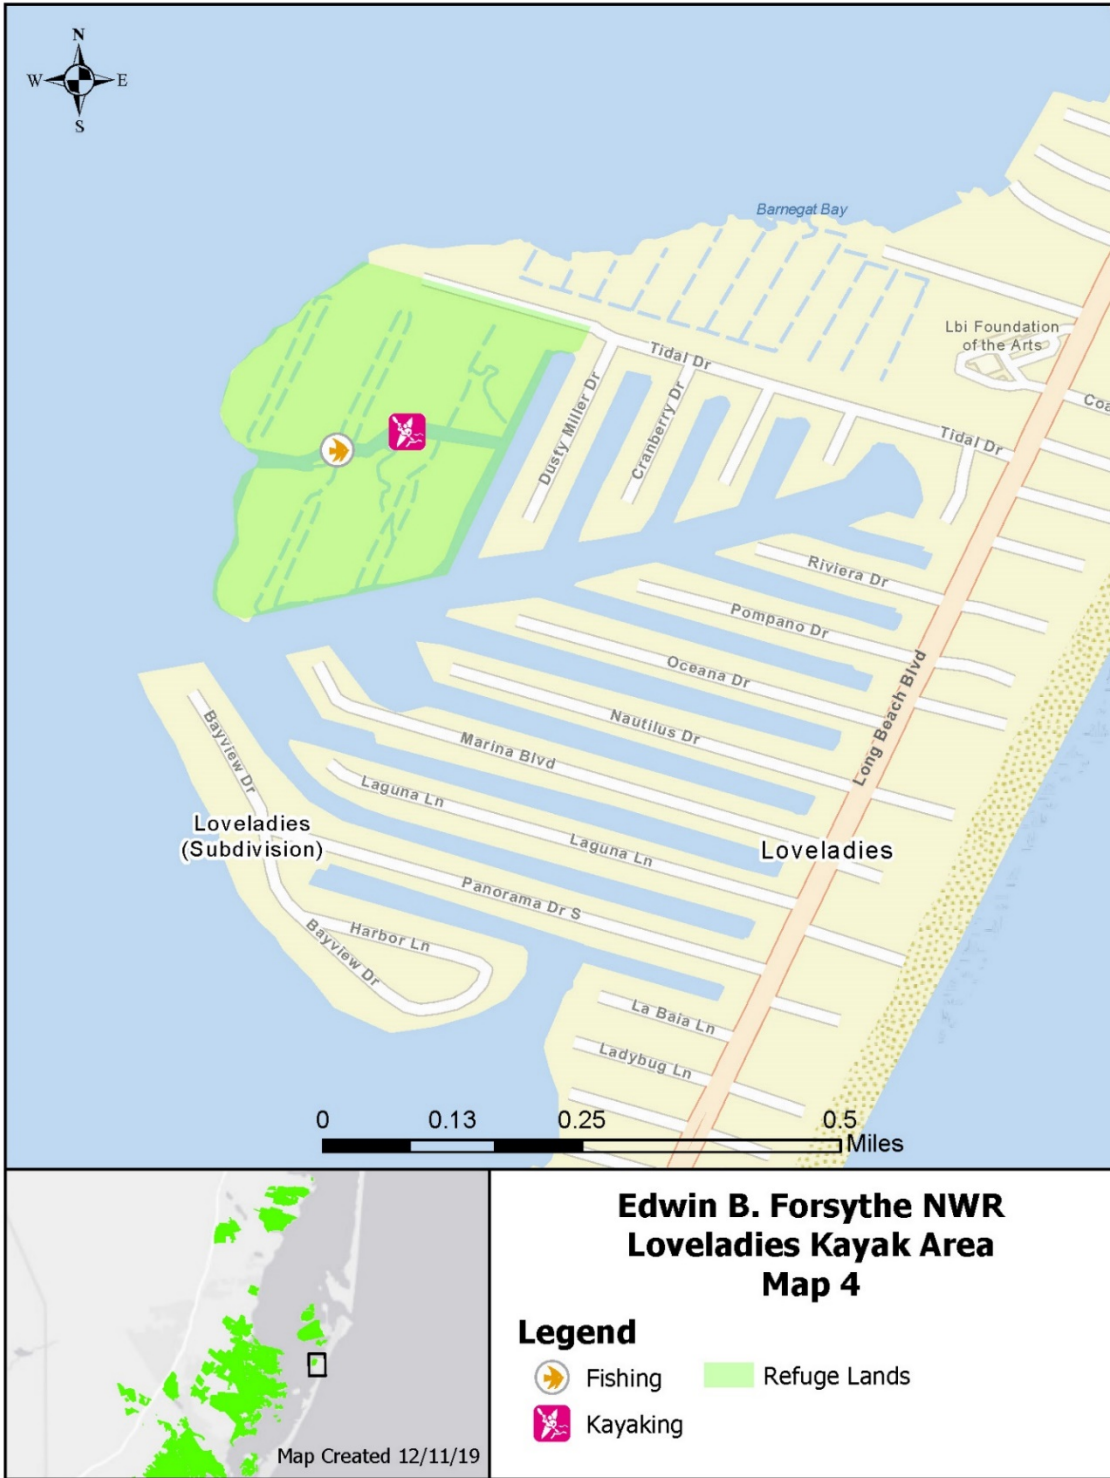 N
W E
S
Barnegat Bay
Lbi Foundation
of the Arts
Coa
Tidal Dr
Tidal Dr
Dusty Miller Dr
Cranberry Dr
Riviera Dr
Pompano Dr
Oceana Dr
Nautilus Dr
Long Beach Blvd
Marina Blvd
Bayview Dr
Laguna Ln
Loveladies
(Subdivision)
Laguna Ln
Loveladies
Panorama Dr S
Harbor Ln
Bayview Dr
La Baia Ln
Ladybug Ln
0 0.13 0.25 0.5
Miles
Map Created 12/11/19
Edwin B. Forsythe NWR
Loveladies Kayak Area
Map 4
Legend
Fishing
Refuge Lands
Kayaking